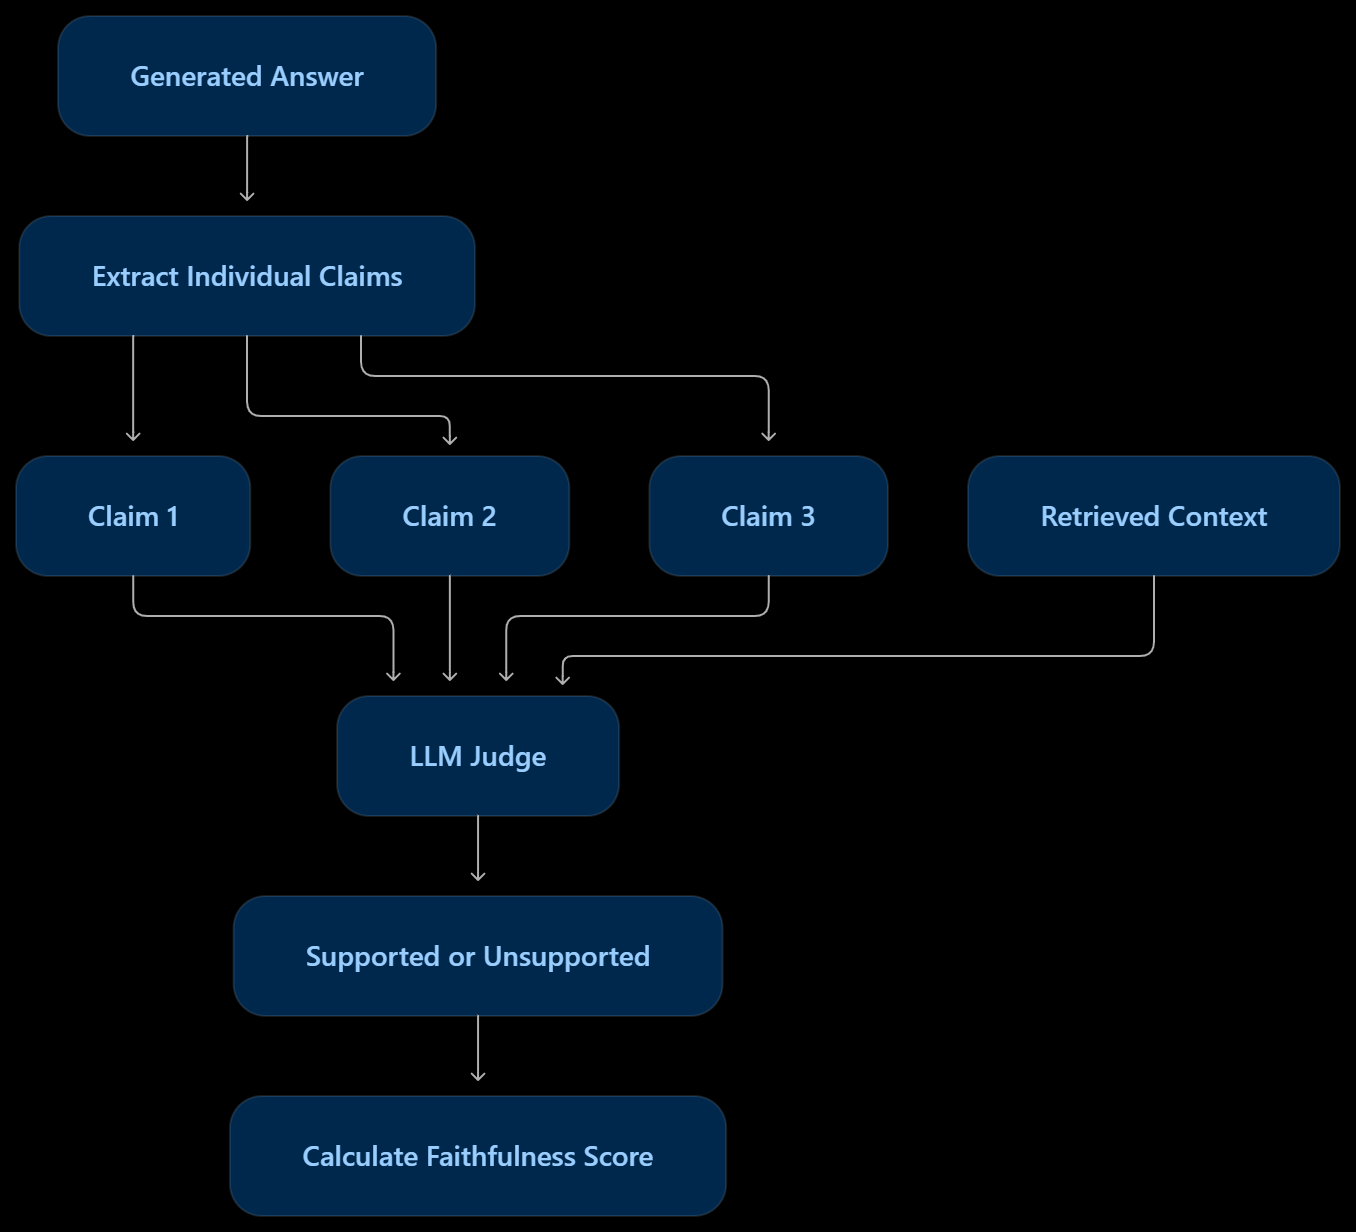 Generated Answer
Extract Individual Claims
Claim 1
Claim 2
Claim 3
Retrieved Context
LLM Judge
Supported or Unsupported
Calculate Faithfulness Score